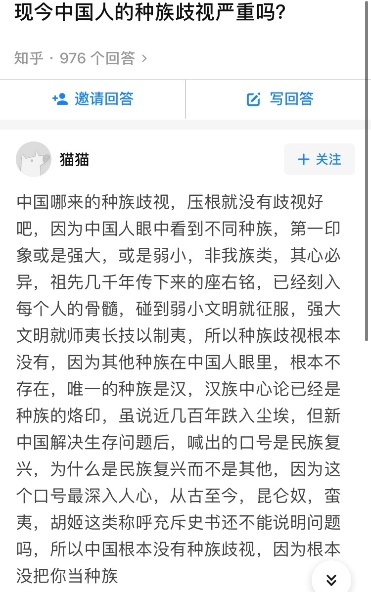 现今中国人的种族歧视严重吗?
知乎 · 976 个回答 >
邀请回答
写回答
猫猫
+ 关注
中国哪来的种族歧视，压根就没有歧视好
吧，因为中国人眼中看到不同种族，第一印
象或是强大，或是弱小，非我族类，其心必
异，祖先几千年传下来的座右铭，已经刻入
每个人的骨髓，碰到弱小文明就征服，强大
文明就师夷长技以制夷，所以种族歧视根本
没有，因为其他种族在中国人眼里，根本不
存在，唯一的种族是汉，汉族中心论已经是
种族的烙印，虽说近几百年跌入尘埃，但新
中国解决生存问题后，喊出的口号是民族复
兴，为什么是民族复兴而不是其他，因为这
个口号最深入人心，从古至今，昆仑奴，蛮
夷，胡姬这类称呼充斥史书还不能说明问题
吗，所以中国根本没有种族歧视，因为根本
没把你当种族